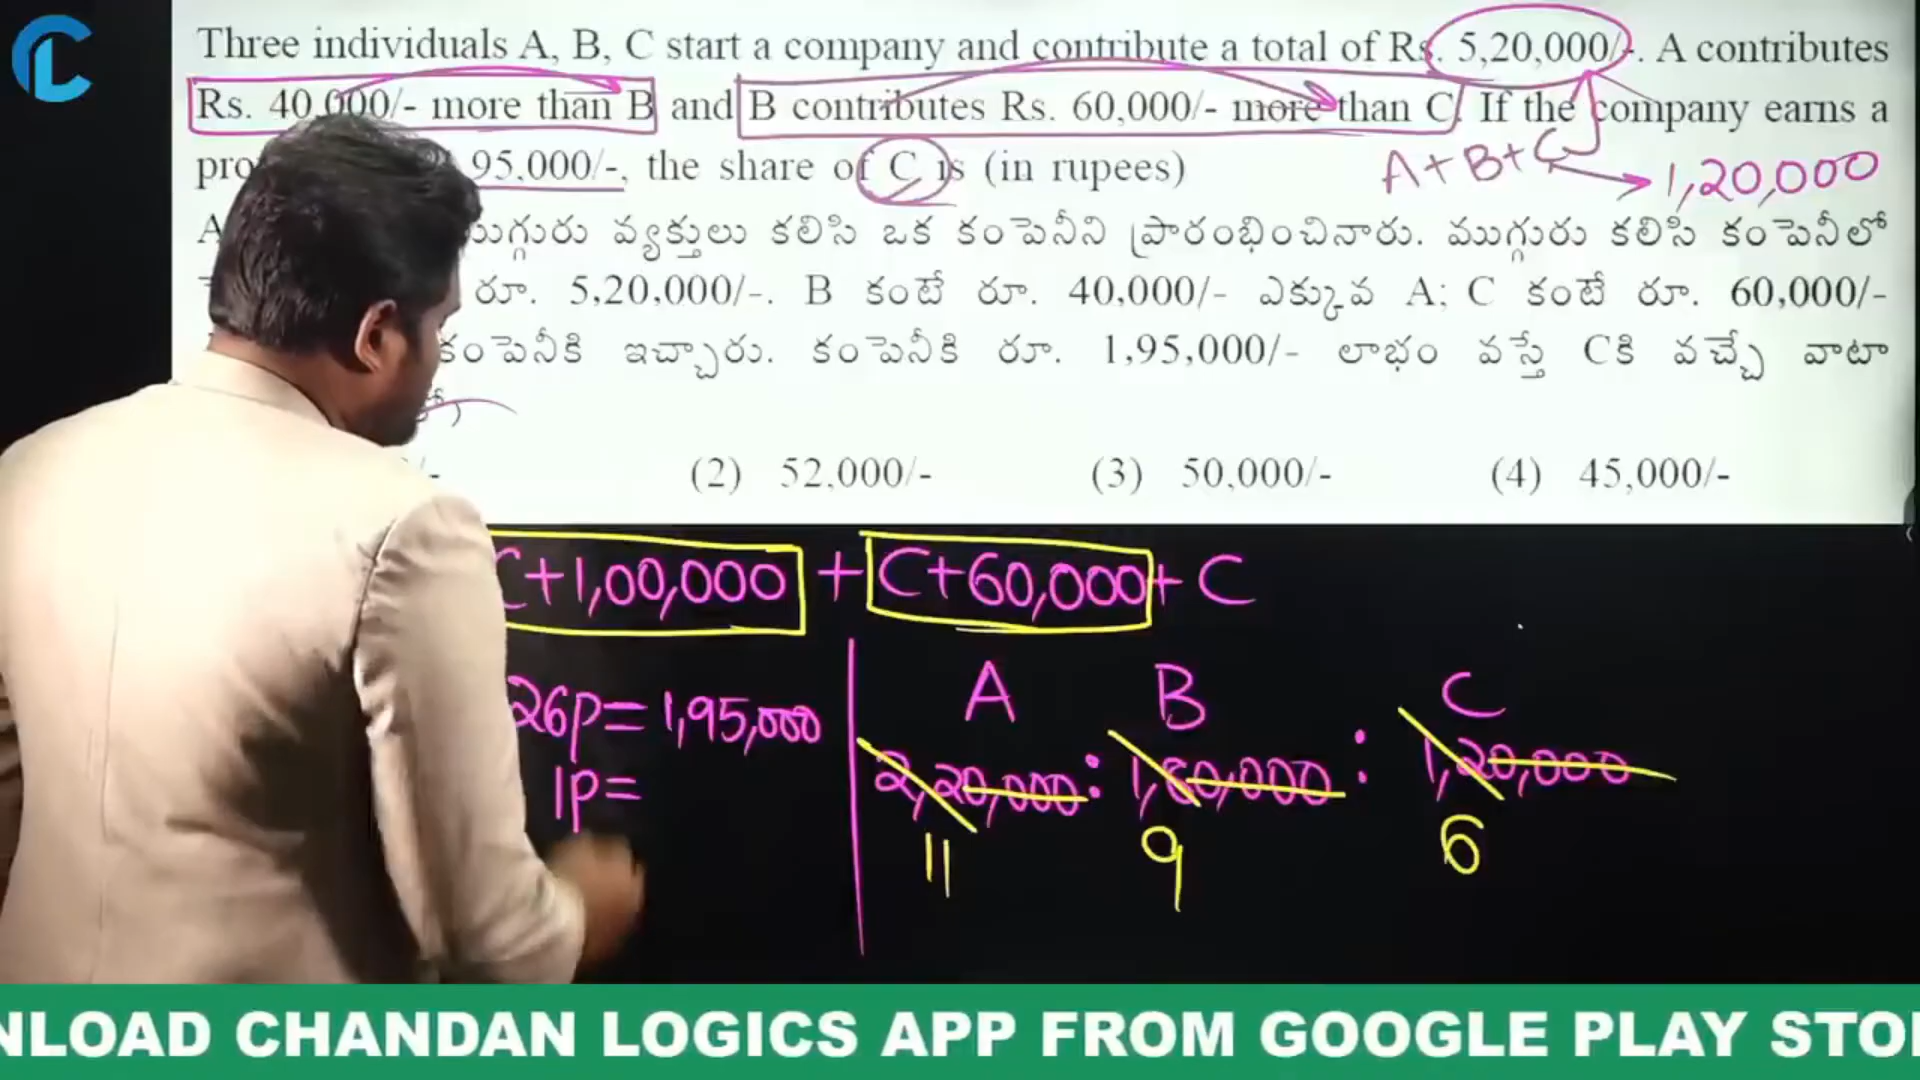 Three individuals A, B, C start a company and contribute a total of Rs. 5,20,000/-. A contributes
Rs. 40,000/- more than B and B contributes Rs. 60,000/- more than C. If the company earns a
95,000/-, the share of C is (in rupees)
A+B+C 1,20,000
ముగ్గురు వ్యక్తులు కలిసి ఒక కంపెనీని ప్రారంభించినారు. ముగ్గురు కలిసి కంపెనీలో
రూ. 5,20,000/-. B కంటే రూ. 40,000/- ఎక్కువ A; C కంటే రూ. 60,000/-
కంపెనీకి ఇచ్చారు. కంపెనీకి రూ. 1,95,000/- లాభం వస్తే Cకి వచ్చే వాటా
(2) 52,000/- (3) 50,000/- (4) 45,000/-
C+1,00,000 + C+60,000 + C
A B C
26p = 1,95,000
1p =
2,20,000 : 1,80,000 : 1,20,000
11 9 6
NLOAD CHANDAN LOGICS APP FROM GOOGLE PLAY STO